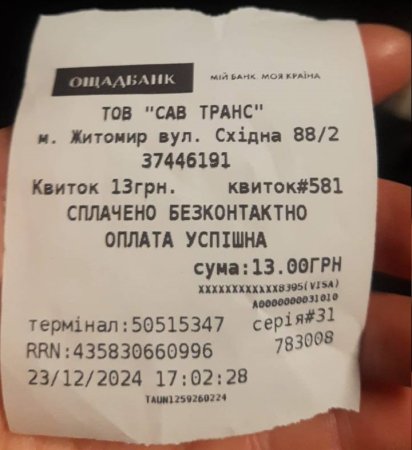 ОЩАДБАНК МІЙ БАНК. МОЯ КРАЇНА
ТОВ "САВ ТРАНС"
м. Житомир вул. Східна 88/2
37446191
Квиток 13грн. квиток#581
СПЛАЧЕНО БЕЗКОНТАКТНО
ОПЛАТА УСПІШНА
сума:13.00ГРН
XXXXXXXXXXXX8395(VISA)
A0000000031010
термінал:50515347 серія#31
RRN:435830660996 783008
23/12/2024 17:02:28
TAUN1259260224